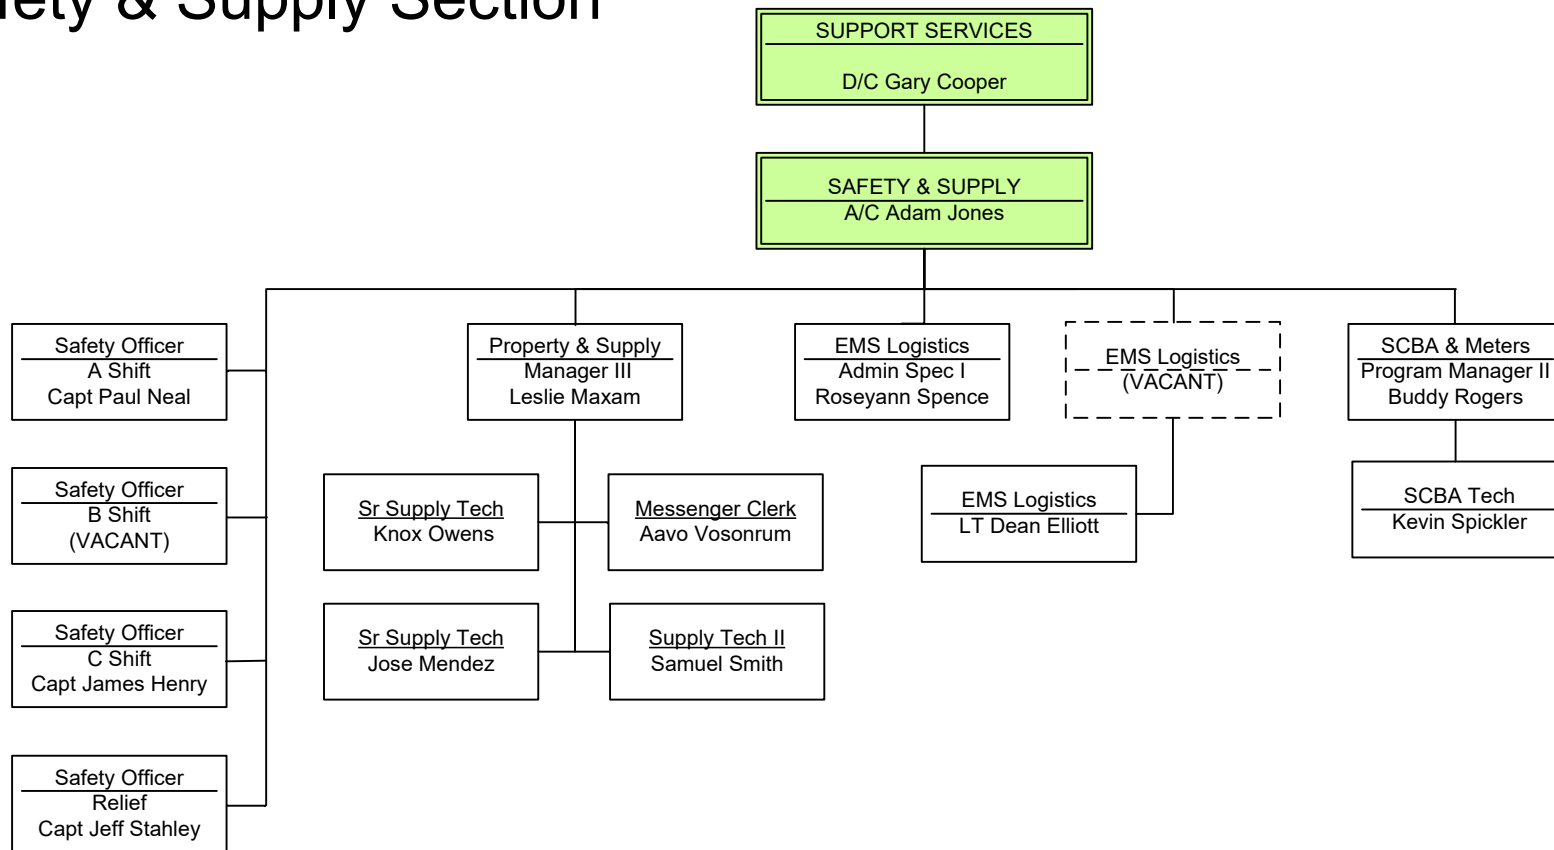 ety & Supply Section
SUPPORT SERVICES
D/C Gary Cooper
SAFETY & SUPPLY
A/C Adam Jones
Safety Officer
A Shift
Capt Paul Neal
Property & Supply
Manager III
Leslie Maxam
EMS Logistics
Admin Spec I
Roseyann Spence
EMS Logistics
(VACANT)
SCBA & Meters
Program Manager II
Buddy Rogers
Safety Officer
B Shift
(VACANT)
Sr Supply Tech
Knox Owens
Messenger Clerk
Aavo Vosonrum
EMS Logistics
LT Dean Elliott
SCBA Tech
Kevin Spickler
Safety Officer
C Shift
Capt James Henry
Sr Supply Tech
Jose Mendez
Supply Tech II
Samuel Smith
Safety Officer
Relief
Capt Jeff Stahley